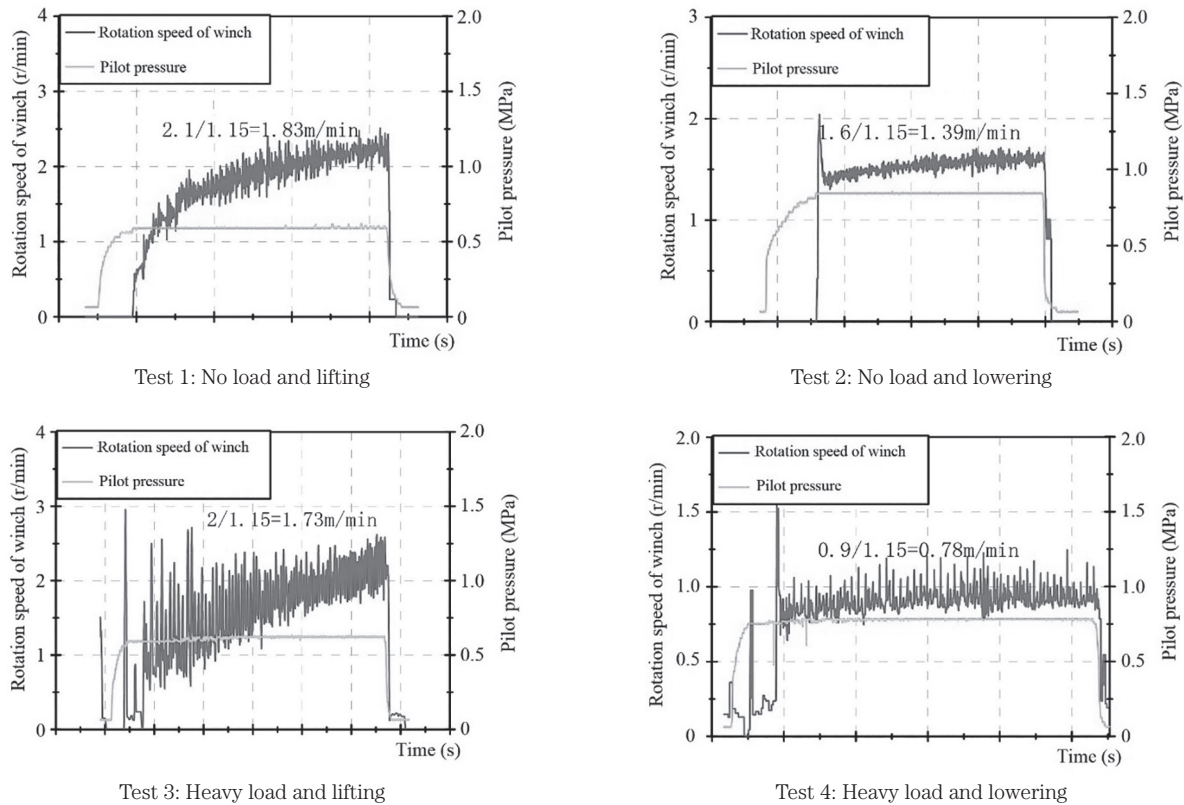 Rotation speed of winch
Pilot pressure
2.1/1.15=1.83m/min
Rotation speed of winch (r/min)
4
3
2
1
0
Pilot pressure (MPa)
2.0
1.5
1.0
0.5
0
Time (s)
Test 1: No load and lifting
Rotation speed of winch
Pilot pressure
1.6/1.15=1.39m/min
Rotation speed of winch (r/min)
3
2
1
0
Pilot pressure (MPa)
2.0
1.5
1.0
0.5
0
Time (s)
Test 2: No load and lowering
Rotation speed of winch
Pilot pressure
2/1.15=1.73m/min
Rotation speed of winch (r/min)
4
3
2
1
0
Pilot pressure (MPa)
2.0
1.5
1.0
0.5
0
Time (s)
Test 3: Heavy load and lifting
Rotation speed of winch
Pilot pressure
0.9/1.15=0.78m/min
Rotation speed of winch (r/min)
2.0
1.5
1.0
0.5
0
Pilot pressure (MPa)
2.0
1.5
1.0
0.5
0
Time (s)
Test 4: Heavy load and lowering